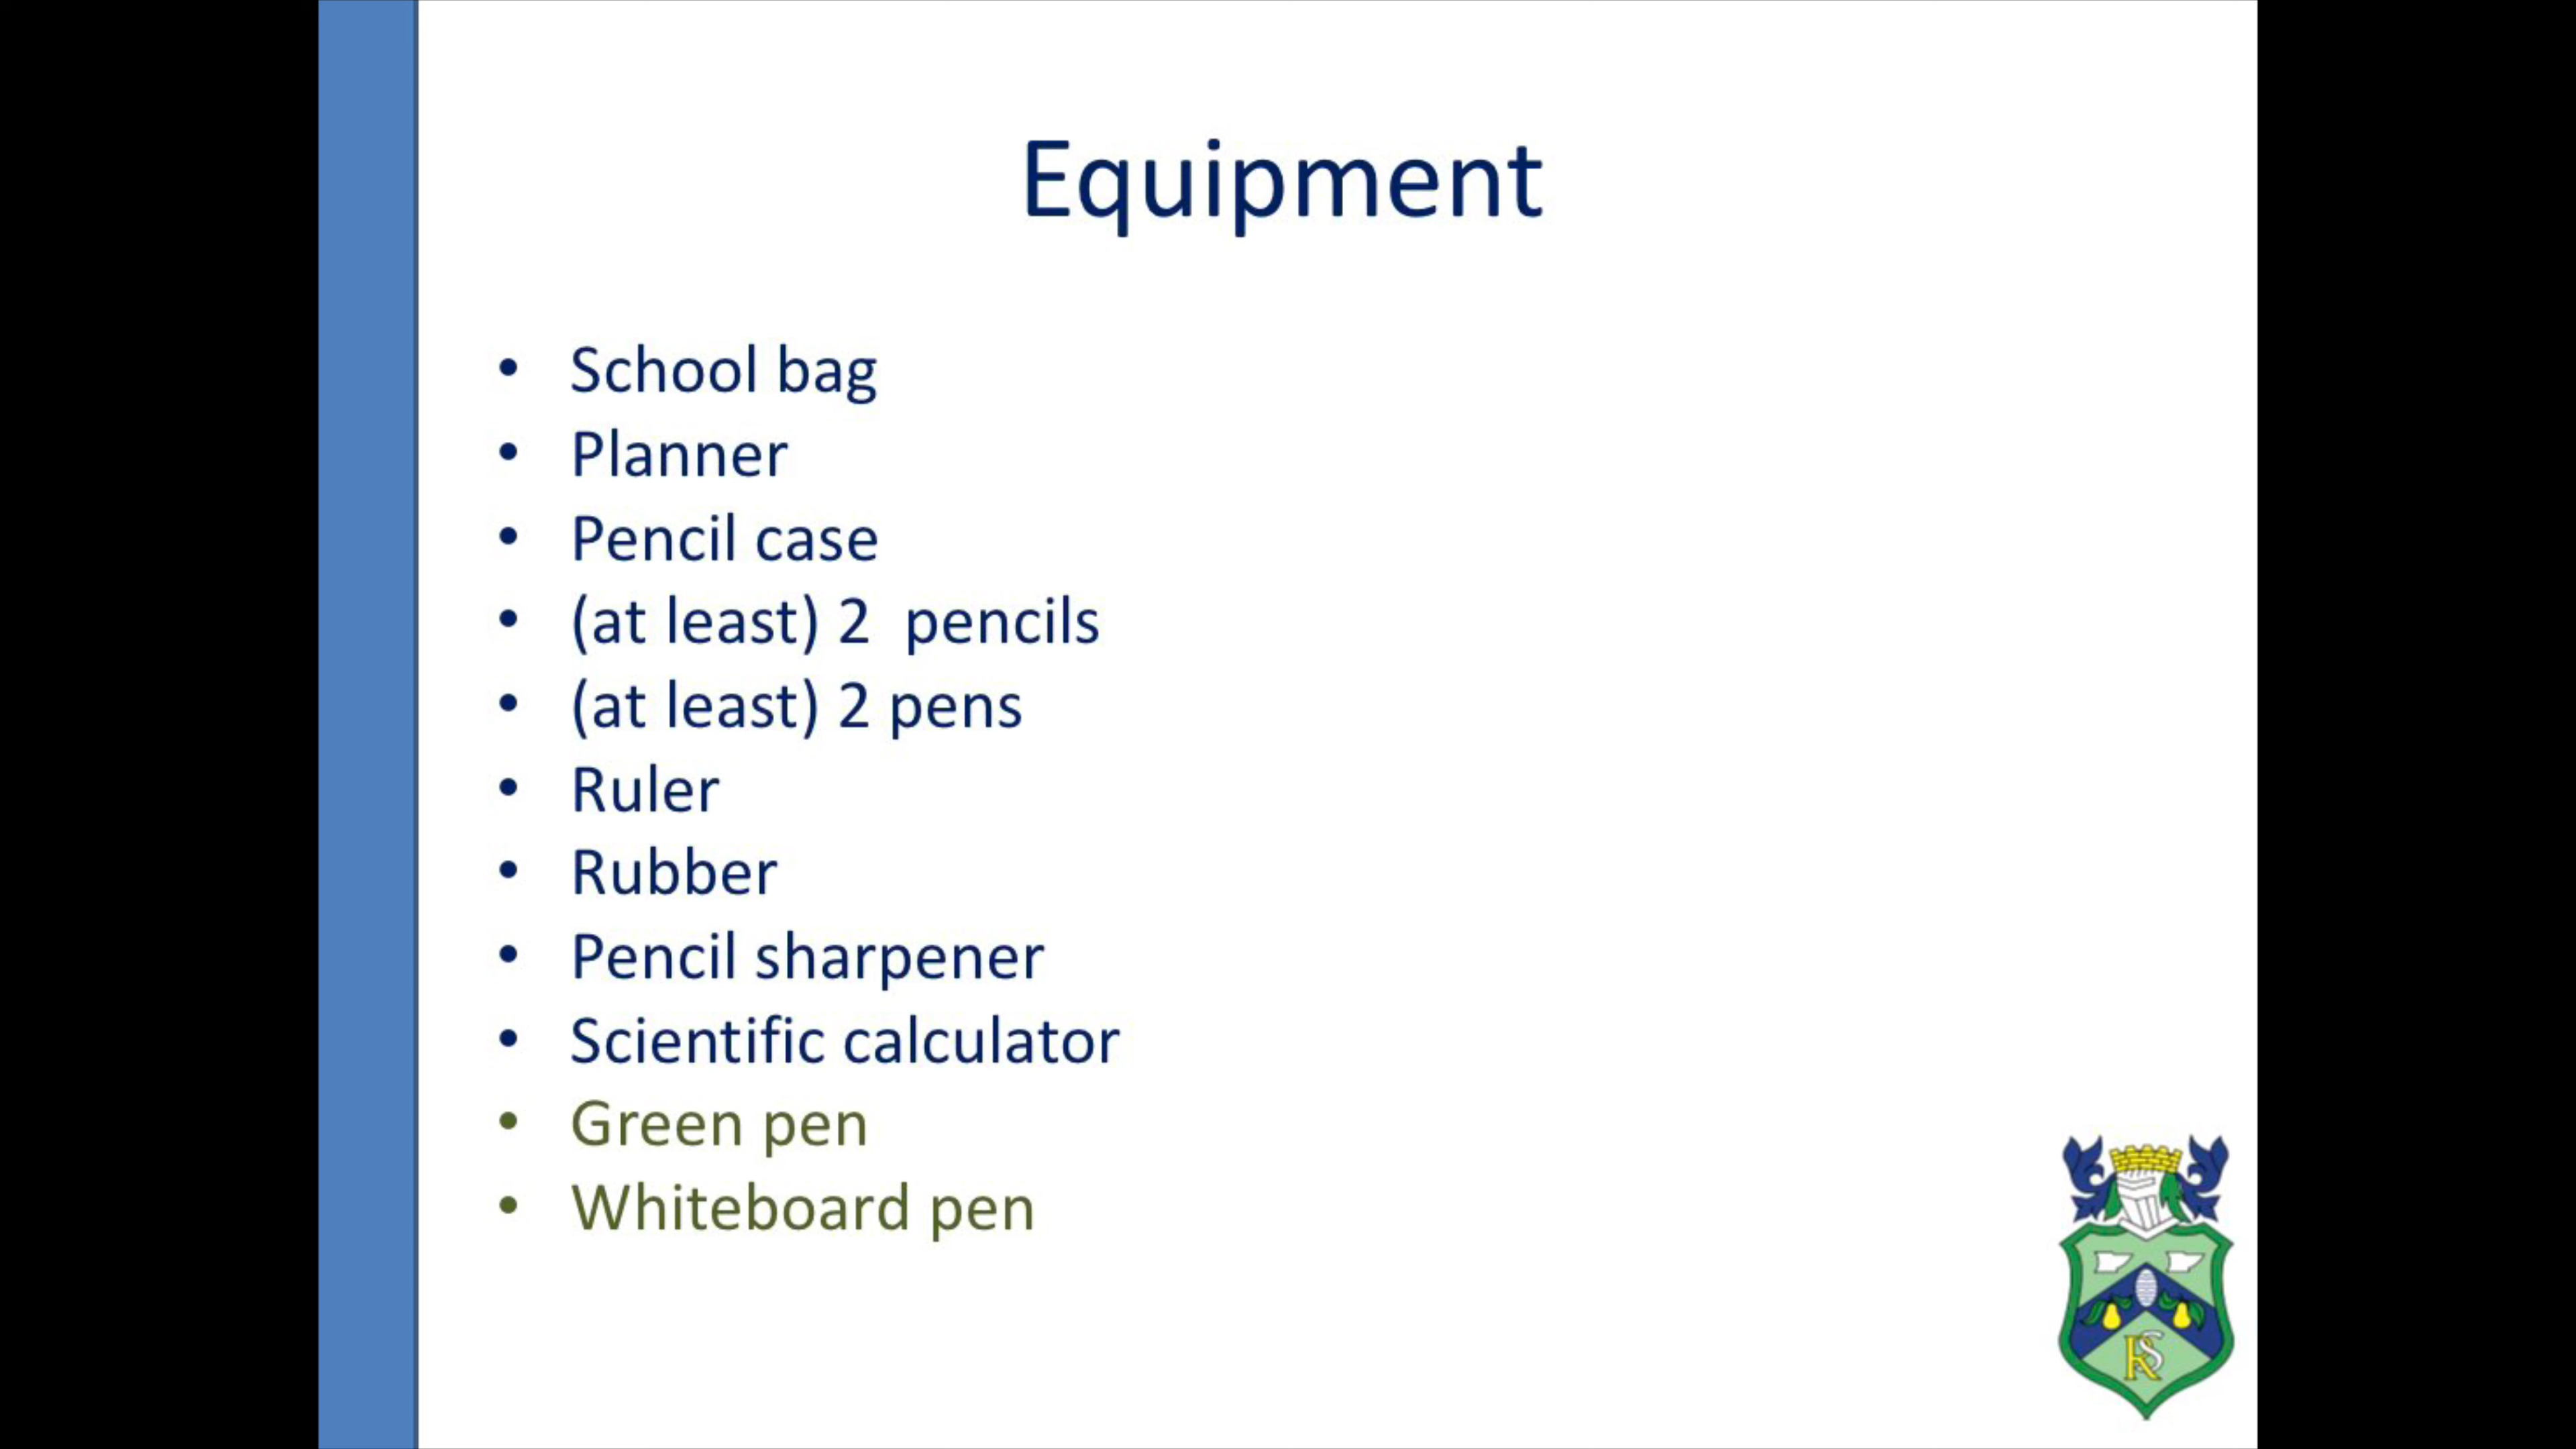 Equipment
• School bag
• Planner
• Pencil case
• (at least) 2  pencils
• (at least) 2 pens
• Ruler
• Rubber
• Pencil sharpener
• Scientific calculator
• Green pen
• Whiteboard pen
RS